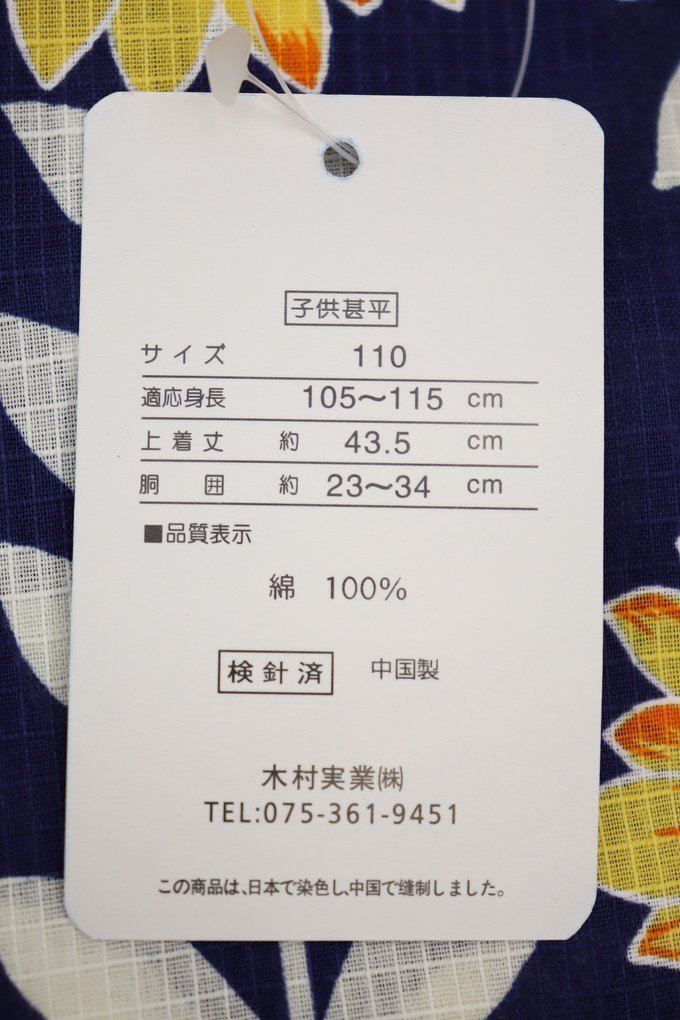 子供甚平
サイズ 110
適応身長 105〜115 cm
上着丈 約 43.5 cm
胴囲 約 23〜34 cm
■品質表示
綿 100%
検針済 中国製
木村実業㈱
TEL:075-361-9451
この商品は、日本で染色し、中国で缝制しました。